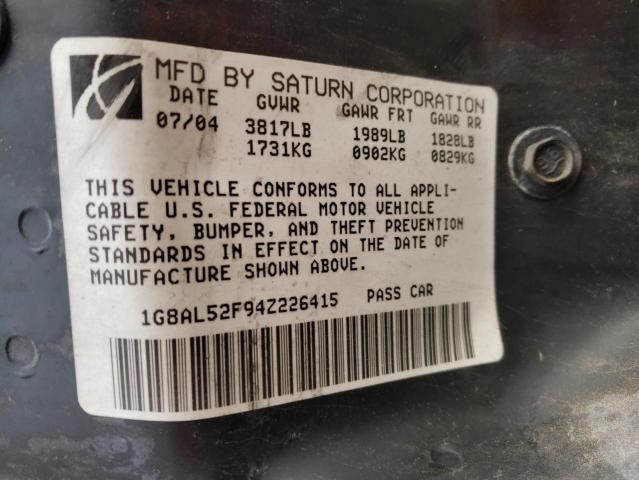 MFD BY SATURN CORPORATION
DATE GVWR GAWR FRT GAWR RR
07/04 3817LB 1989LB 1828LB
1731KG 0902KG 0829KG
THIS VEHICLE CONFORMS TO ALL APPLI-
CABLE U.S. FEDERAL MOTOR VEHICLE
SAFETY, BUMPER, AND THEFT PREVENTION
STANDARDS IN EFFECT ON THE DATE OF
MANUFACTURE SHOWN ABOVE.
1G8AL52F94Z226415 PASS CAR